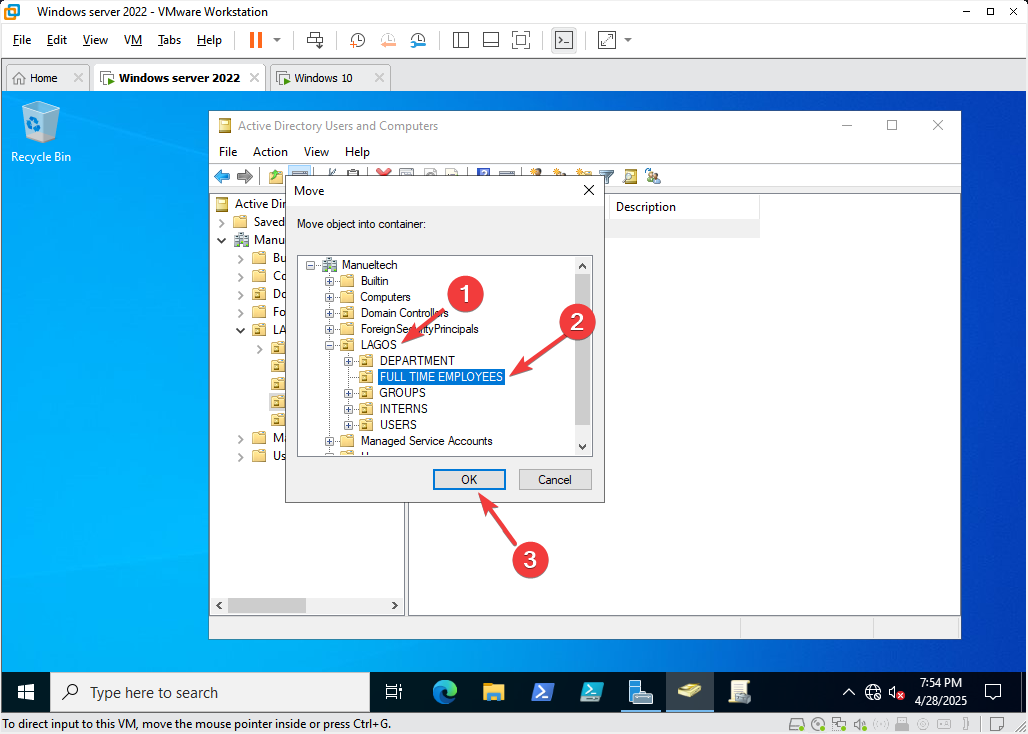 Windows server 2022 - VMware Workstation
File Edit View VM Tabs Help
Home
Windows server 2022
Windows 10
Recycle Bin
Active Directory Users and Computers
File Action View Help
Active Dir
Saved
Manu
Bu
Co
Do
Fo
LA
Ma
Us
Description
Move
Move object into container:
Manueltech
Builtin
Computers
Domain Controllers
ForeignSecurityPrincipals
LAGOS
DEPARTMENT
FULL TIME EMPLOYEES
GROUPS
INTERNS
USERS
Managed Service Accounts
OK Cancel
1
2
3
Type here to search
7:54 PM
4/28/2025
To direct input to this VM, move the mouse pointer inside or press Ctrl+G.